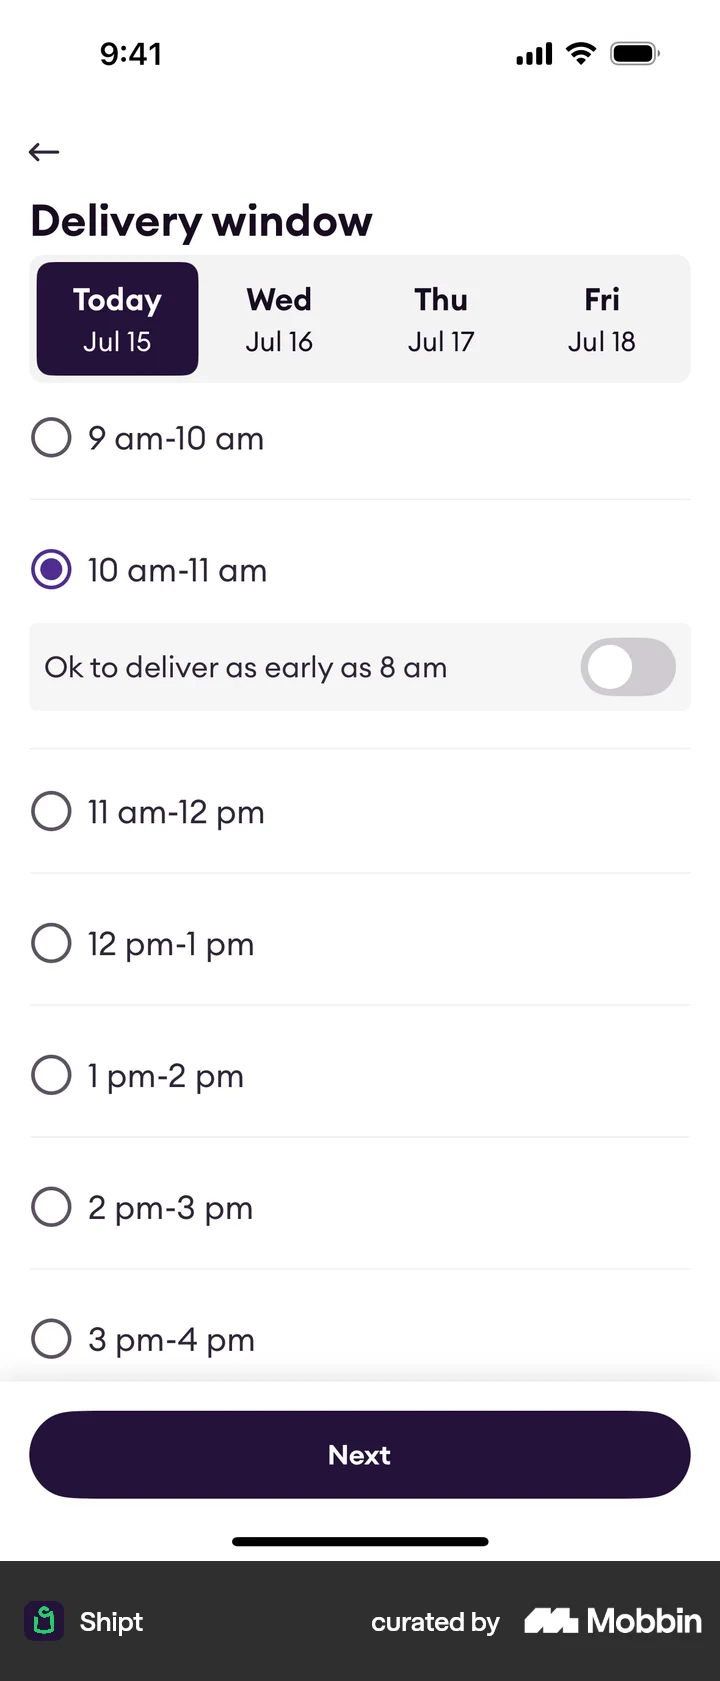 9:41
Delivery window
Today
Jul 15
Wed
Jul 16
Thu
Jul 17
Fri
Jul 18
9 am-10 am
10 am-11 am
Ok to deliver as early as 8 am
11 am-12 pm
12 pm-1 pm
1 pm-2 pm
2 pm-3 pm
3 pm-4 pm
Next
Shipt
curated by Mobbin